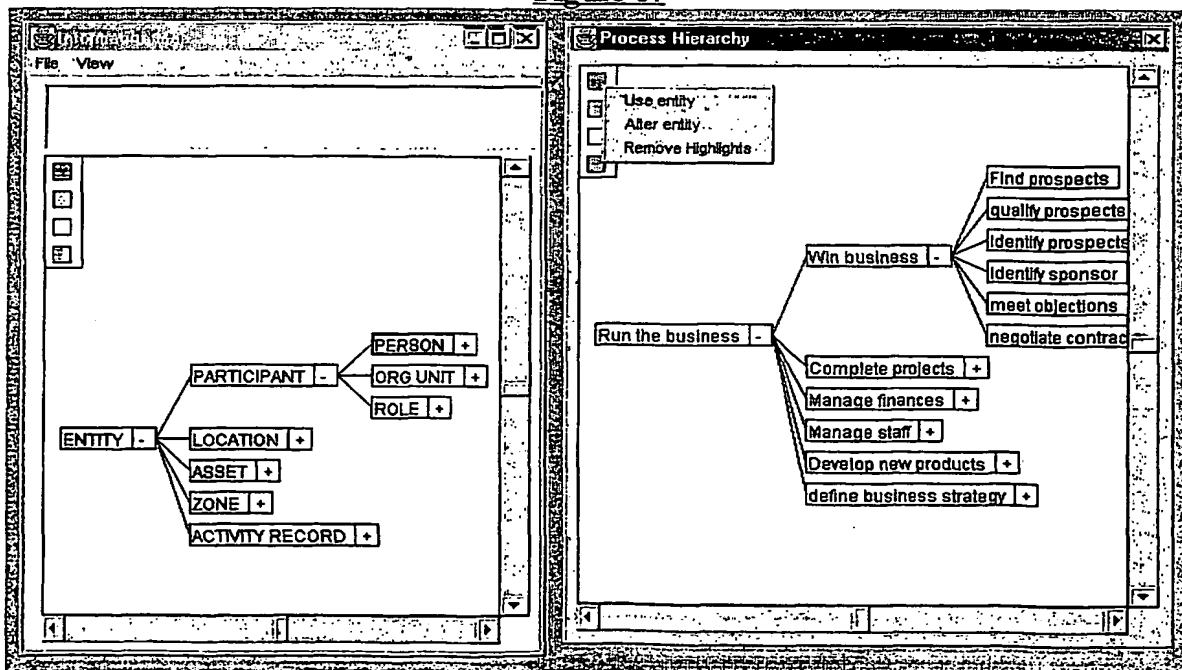 File View
PERSON +
PARTICIPANT -
ORG UNIT +
ROLE +
ENTITY -
LOCATION +
ASSET +
ZONE +
ACTIVITY RECORD +
Process Hierarchy
Use entity
Alter entity
Remove Highlights
Find prospects
qualify prospects
Identify prospects
Win business -
Identify sponsor
meet objections
negotiate contrac
Run the business -
Complete projects +
Manage finances +
Manage staff +
Develop new products +
define business strategy +